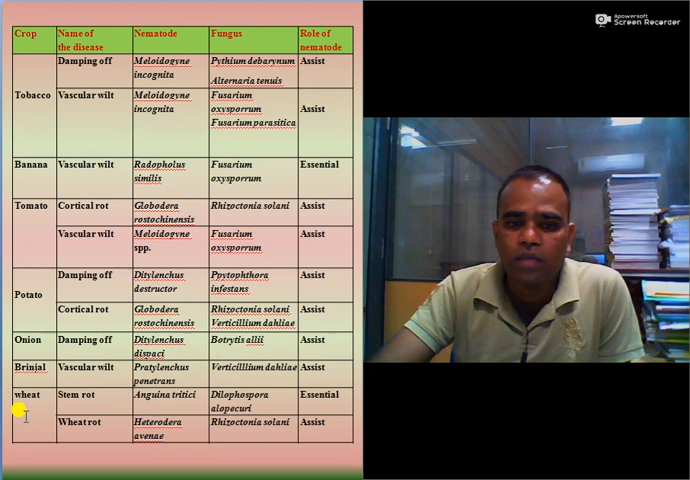 Apowersoft
Screen Recorder
Crop Name of the disease Nematode Fungus Role of nematode
Tobacco
Damping off Meloidogyne incognita Pythium debarynum Alternaria tenuis Assist
Vascular wilt Meloidogyne incognita Fusarium oxysporrum Fusarium parasitica Assist
Banana Vascular wilt Radopholus similis Fusarium oxysporrum Essential
Tomato Cortical rot Globodera rostochinensis Rhizoctonia solani Assist
Vascular wilt Meloidogyne spp. Fusarium oxysporrum Assist
Potato
Damping off Ditylenchus destructor Ppytophthora infestans Assist
Cortical rot Globodera rostochinensis Rhizoctonia solani Verticillium dahliae Assist
Onion Damping off Ditylenchus dispaci Botrytis allii Assist
Brinjal Vascular wilt Pratylenchus penetrans Verticilllium dahliae Assist
wheat Stem rot Anguina tritici Dilophospora alopecuri Essential
Wheat rot Heterodera avenae Rhizoctonia solani Assist